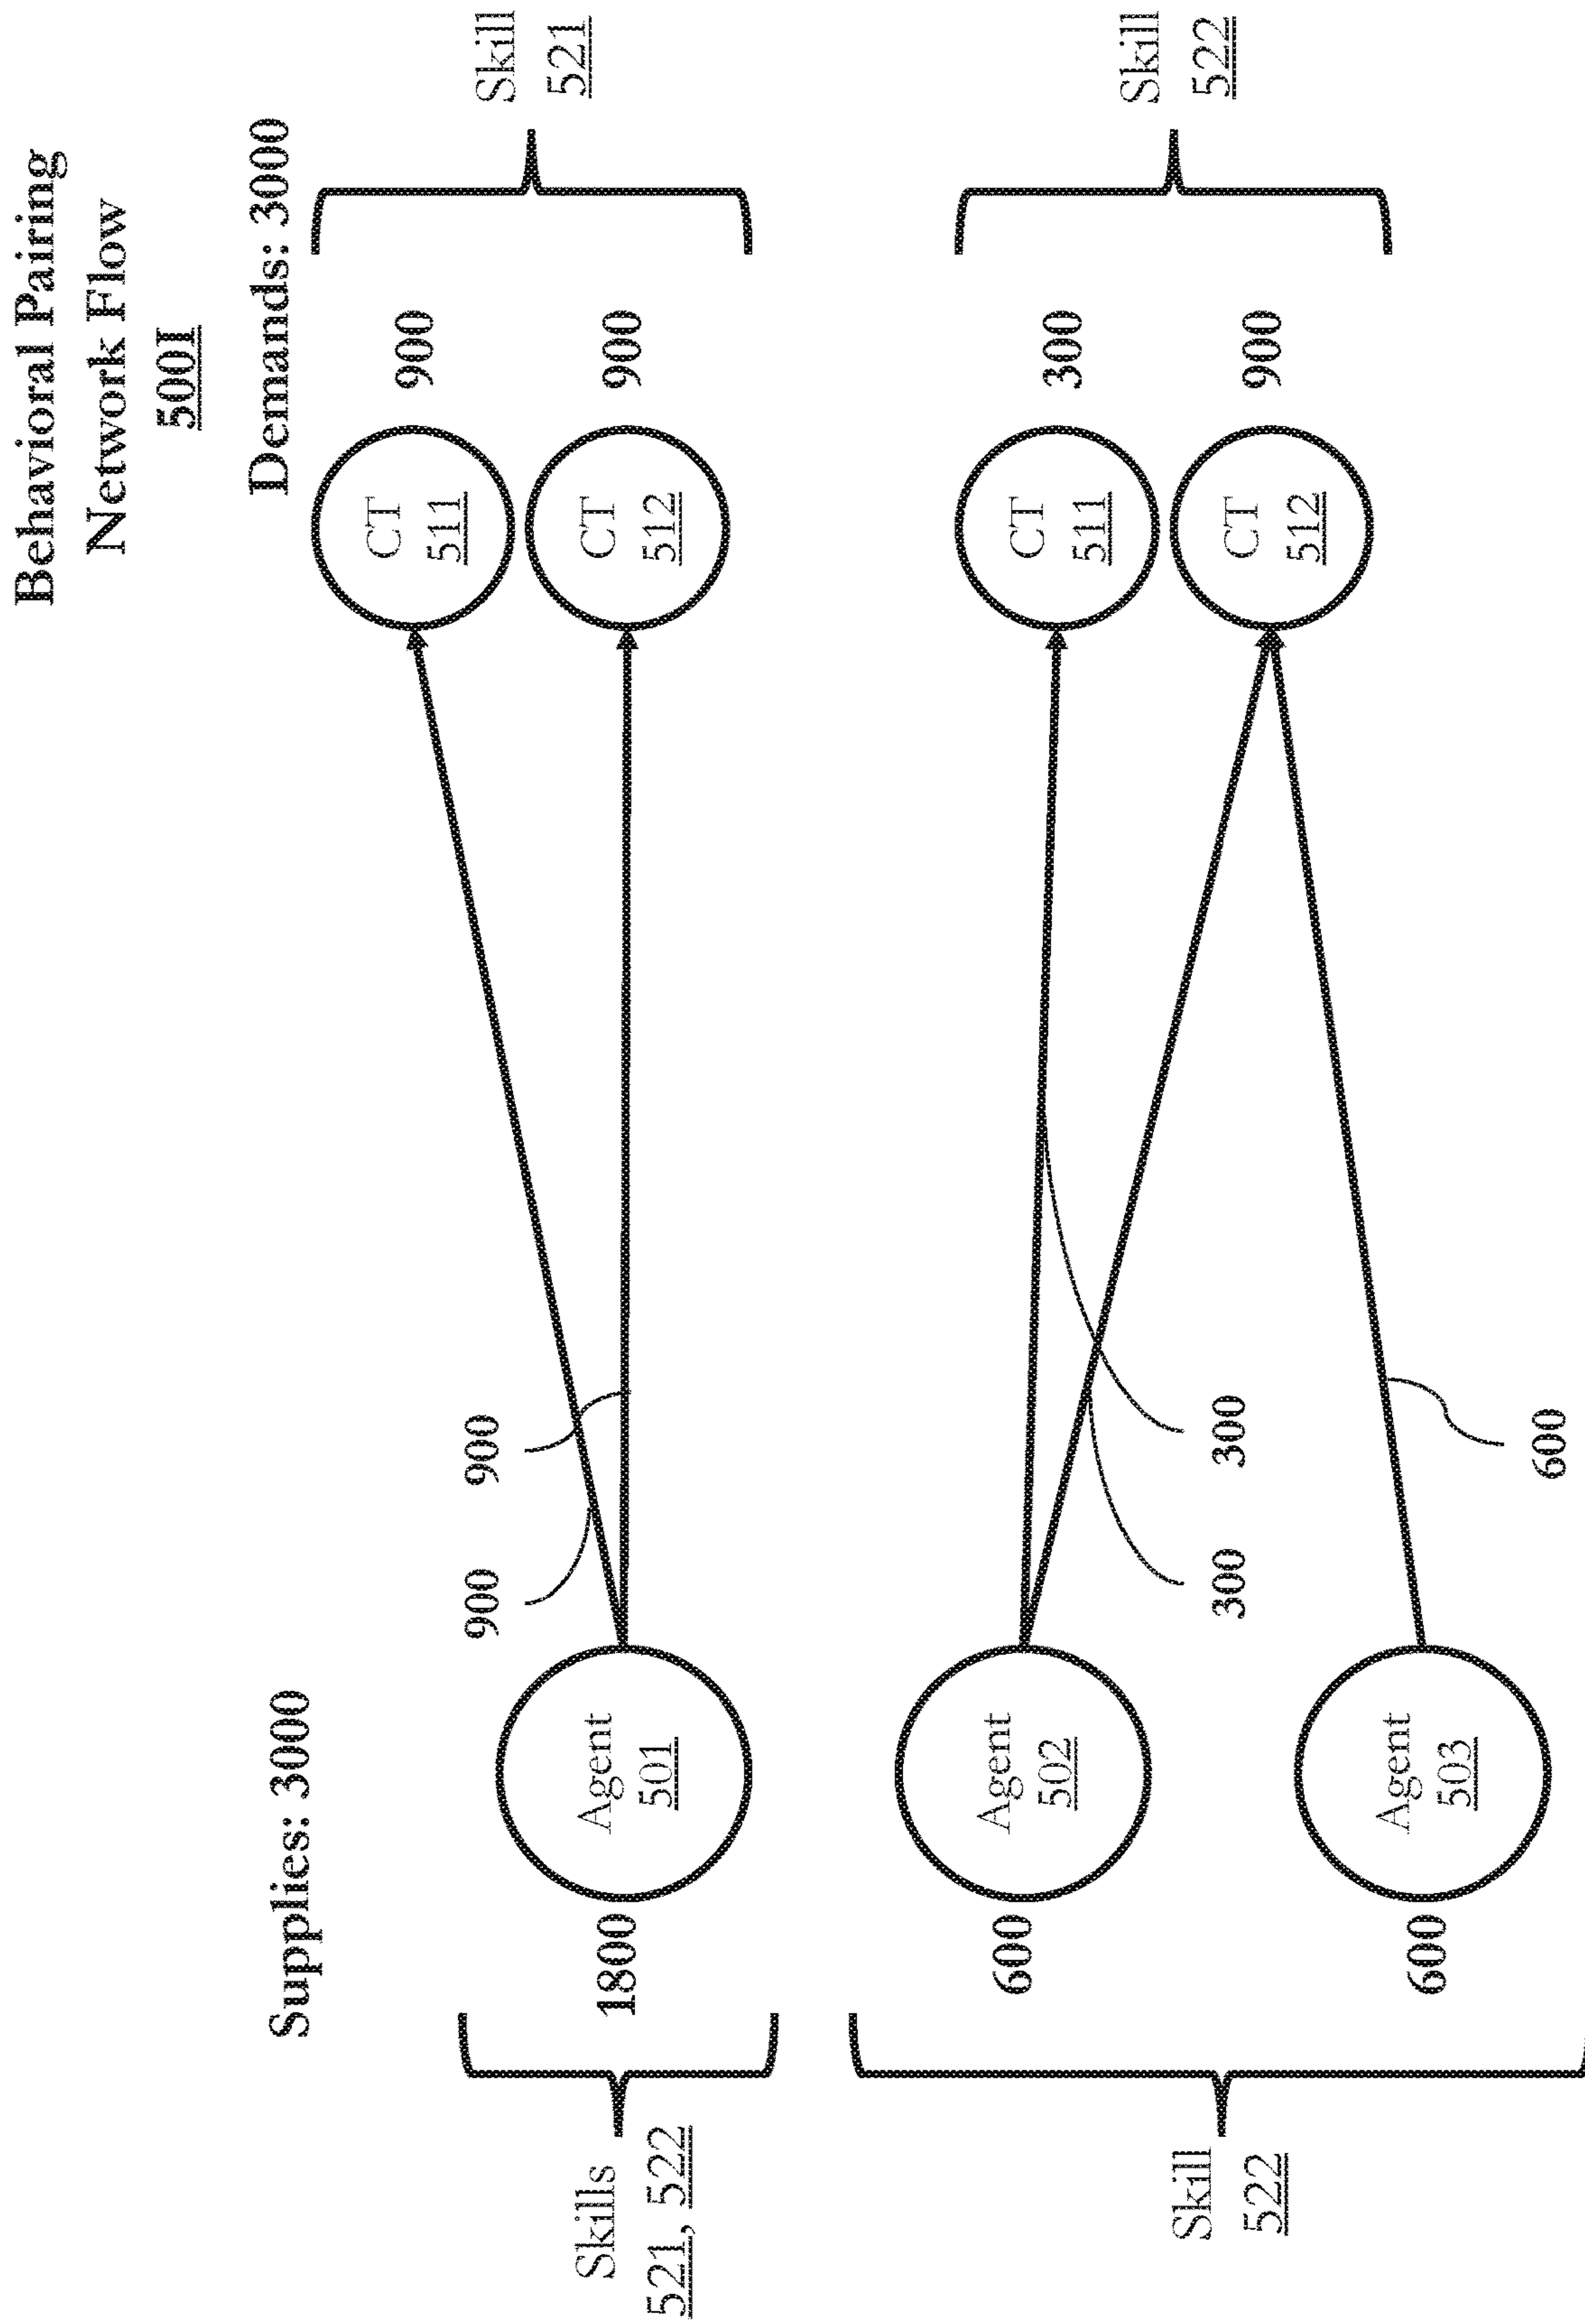 Behavioral Pairing
Network Flow
500I
Supplies: 3000
Demands: 3000
Skills
521, 522
1800
Agent
501
900
900
CT
511
900
CT
512
900
Skill
521
Skill
522
600
Agent
502
300
300
CT
511
300
CT
512
900
Skill
522
600
Agent
503
600